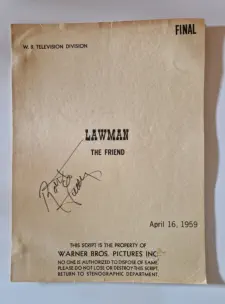 FINAL
W. B. TELEVISION DIVISION
LAWMAN
THE FRIEND
April 16, 1959
THIS SCRIPT IS THE PROPERTY OF
WARNER BROS. PICTURES INC.
NO ONE IS AUTHORIZED TO DISPOSE OF SAME.
PLEASE DO NOT LOSE OR DESTROY THIS SCRIPT.
RETURN TO STENOGRAPHIC DEPARTMENT.